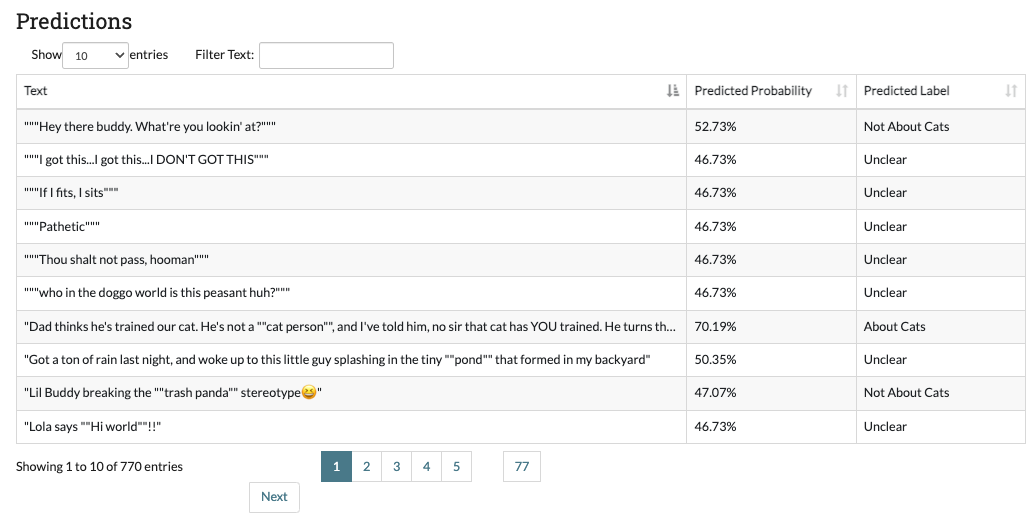 Predictions
Show 10 entries Filter Text:
Text Predicted Probability Predicted Label
"""Hey there buddy. What're you lookin' at?""" 52.73% Not About Cats
"""I got this...I got this...I DON'T GOT THIS""" 46.73% Unclear
"""If I fits, I sits""" 46.73% Unclear
"""Pathetic""" 46.73% Unclear
"""Thou shalt not pass, hooman""" 46.73% Unclear
"""who in the doggo world is this peasant huh?""" 46.73% Unclear
"Dad thinks he's trained our cat. He's not a ""cat person"", and I've told him, no sir that cat has YOU trained. He turns th... 70.19% About Cats
"Got a ton of rain last night, and woke up to this little guy splashing in the tiny ""pond"" that formed in my backyard" 50.35% Unclear
"Lil Buddy breaking the ""trash panda"" stereotype😆" 47.07% Not About Cats
"Lola says ""Hi world""!!" 46.73% Unclear
Showing 1 to 10 of 770 entries 1 2 3 4 5 77
Next